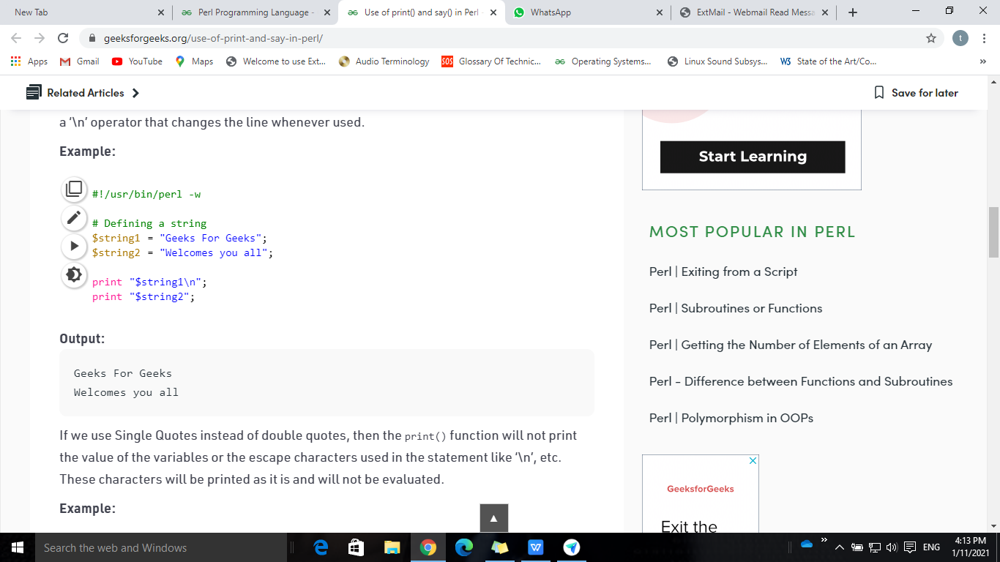 New Tab
Perl Programming Language -
Use of print() and say() in Perl -
WhatsApp
ExtMail - Webmail Read Messa
geeksforgeeks.org/use-of-print-and-say-in-perl/
t
Apps
Gmail
YouTube
Maps
Welcome to use Ext...
Audio Terminology
SOS
Glossary Of Technic...
Operating Systems...
Linux Sound Subsys...
W3
State of the Art/Co...
»
Related Articles
Save for later
a '\n' operator that changes the line whenever used.
Example:
#!/usr/bin/perl -w
# Defining a string
$string1 = "Geeks For Geeks";
$string2 = "Welcomes you all";
print "$string1\n";
print "$string2";
Output:
Geeks For Geeks
Welcomes you all
If we use Single Quotes instead of double quotes, then the print() function will not print
the value of the variables or the escape characters used in the statement like '\n', etc.
These characters will be printed as it is and will not be evaluated.
Example:
Start Learning
MOST POPULAR IN PERL
Perl | Exiting from a Script
Perl | Subroutines or Functions
Perl | Getting the Number of Elements of an Array
Perl - Difference between Functions and Subroutines
Perl | Polymorphism in OOPs
GeeksforGeeks
Exit the
Search the web and Windows
W
»
ENG
4:13 PM
1/11/2021